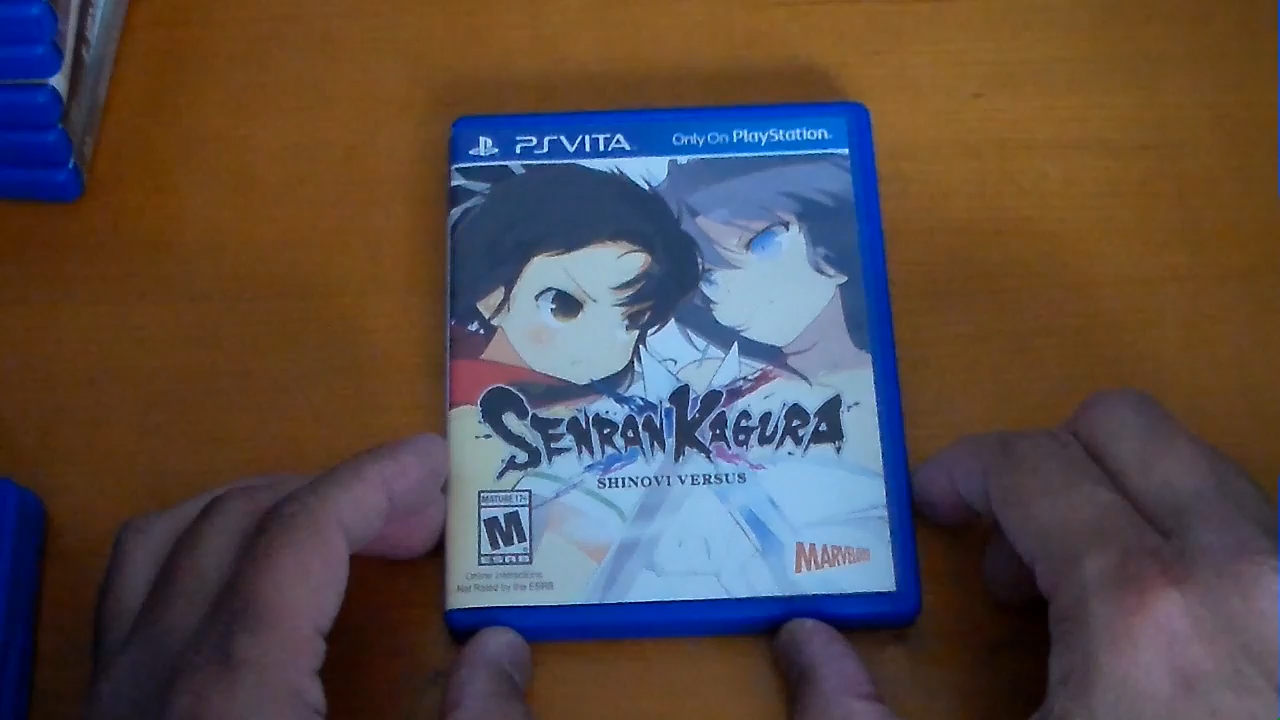 PSVITA Only On PlayStation
SENRAN KAGURA
SHINOVI VERSUS
MATURE 17+
M
ESRB
Online Interactions
Not Rated by the ESRB
MARVELOUS